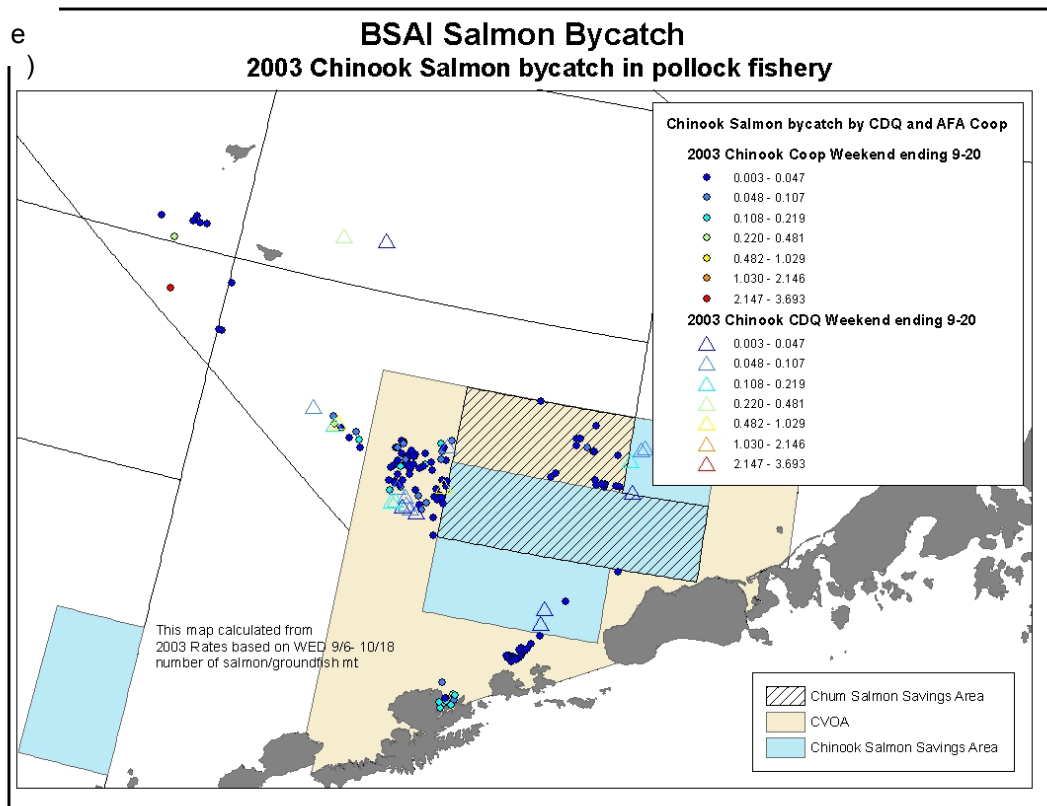 e
)
BSAI Salmon Bycatch
2003 Chinook Salmon bycatch in pollock fishery
Chinook Salmon bycatch by CDQ and AFA Coop
2003 Chinook Coop Weekend ending 9-20
0.003 - 0.047
0.048 - 0.107
0.108 - 0.219
0.220 - 0.481
0.482 - 1.029
1.030 - 2.146
2.147 - 3.693
2003 Chinook CDQ Weekend ending 9-20
0.003 - 0.047
0.048 - 0.107
0.108 - 0.219
0.220 - 0.481
0.482 - 1.029
1.030 - 2.146
2.147 - 3.693
This map calculated from
2003 Rates based on WED 9/6- 10/18
number of salmon/groundfish mt
Chum Salmon Savings Area
CVOA
Chinook Salmon Savings Area